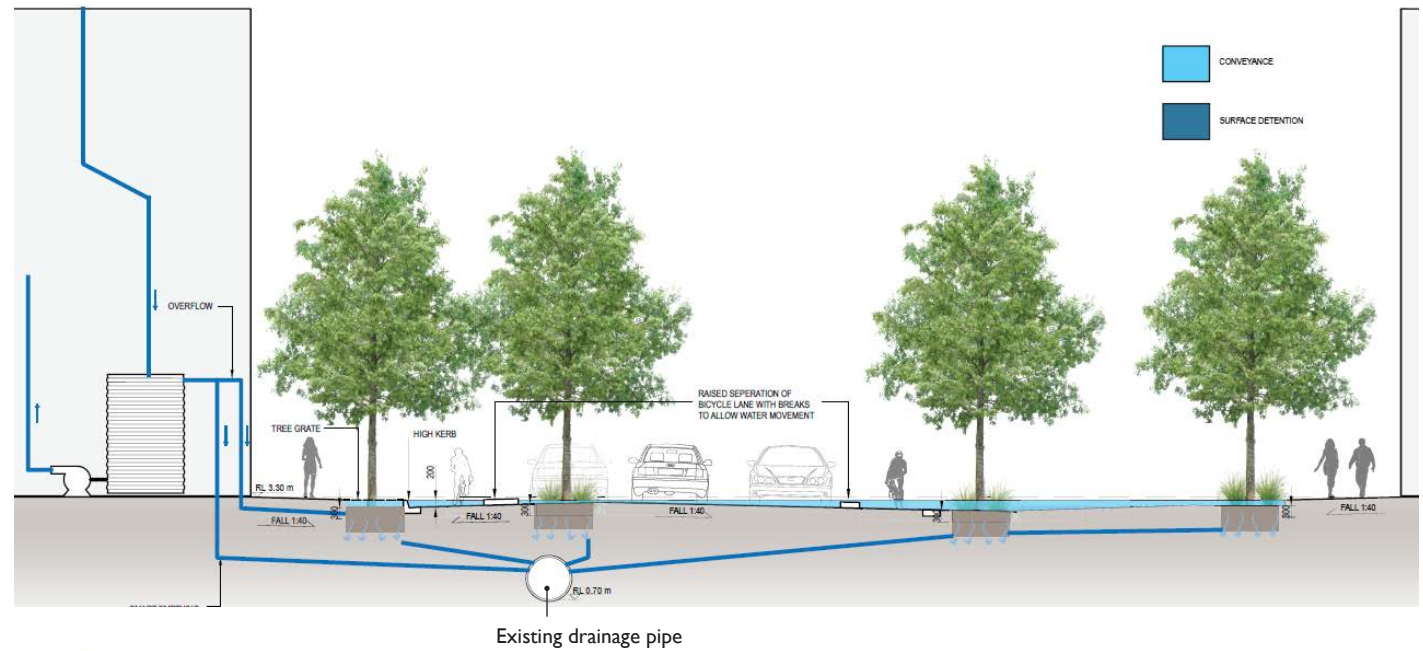 CONVEYANCE
SURFACE DETENTION
OVERFLOW
RAISED SEPERATION OF
BICYCLE LANE WITH BREAKS
TO ALLOW WATER MOVEMENT
TREE GRATE
HIGH KERB
200
RL 3.30 m
300
300
300
300
FALL 1:40
FALL 1:40
FALL 1:40
FALL 1:40
RL 0.70 m
Existing drainage pipe